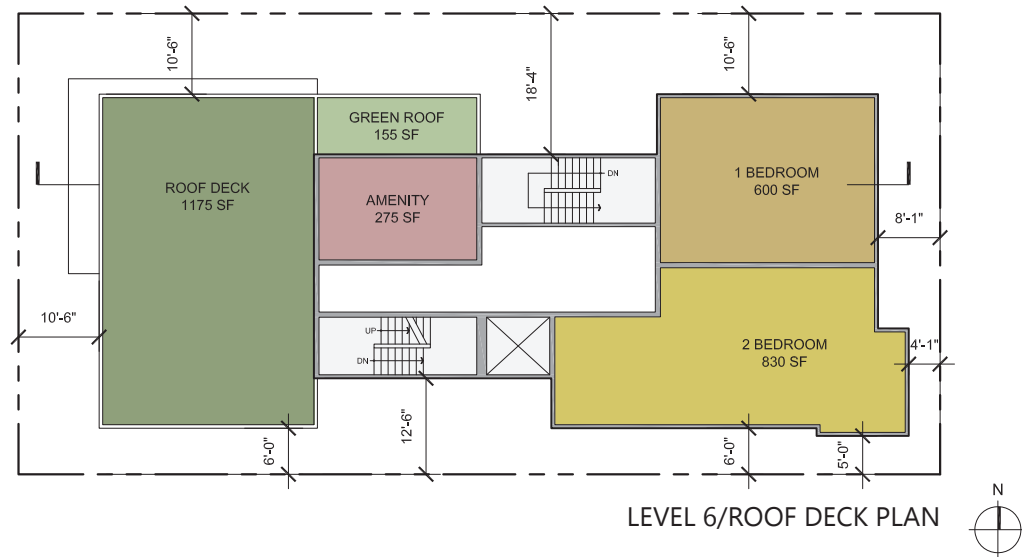 10'-6"
18'-4"
10'-6"
GREEN ROOF
155 SF
ROOF DECK
1175 SF
AMENITY
275 SF
DN
1 BEDROOM
600 SF
8'-1"
10'-6"
UP
DN
2 BEDROOM
830 SF
4'-1"
6'-0"
12'-6"
6'-0"
5'-0"
LEVEL 6/ROOF DECK PLAN
N